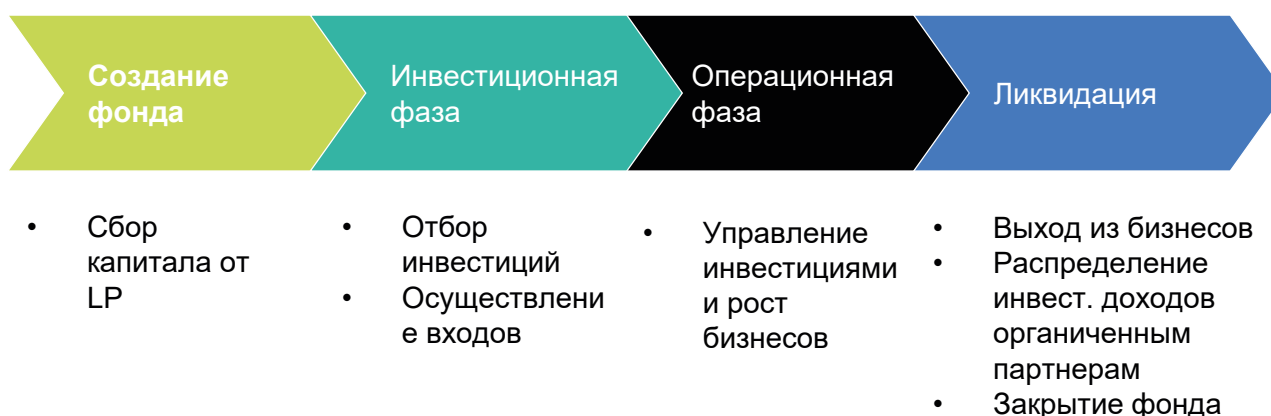 Создание
фонда
Инвестиционная
фаза
Операционная
фаза
Ликвидация
• Сбор
капитала от
LP
• Отбор
инвестиций
• Осуществлени
е входов
• Управление
инвестициями
и рост
бизнесов
• Выход из бизнесов
• Распределение
инвест. доходов
органиченным
партнерам
• Закрытие фонда